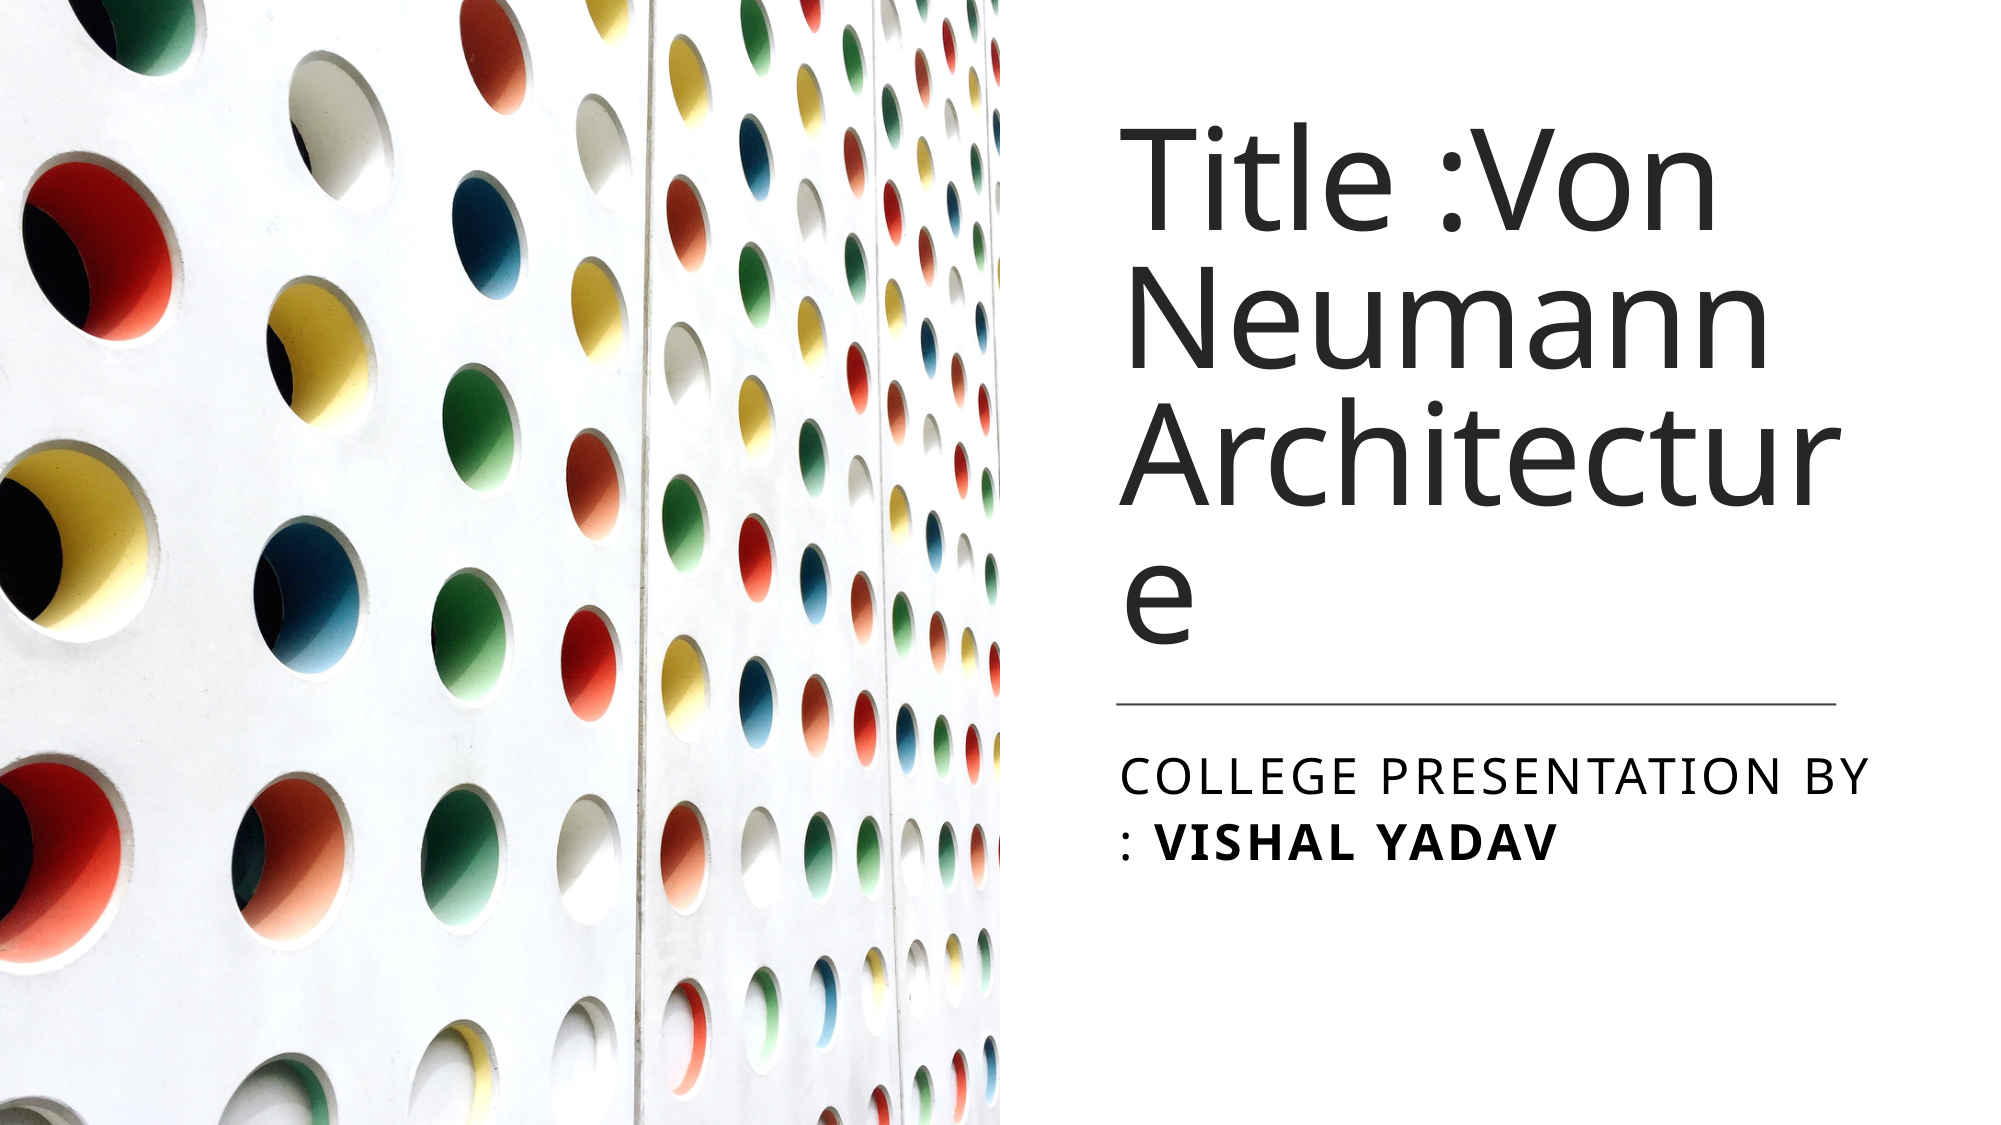 Title :Von
Neumann
Architectur
e
COLLEGE PRESENTATION BY
: VISHAL YADAV